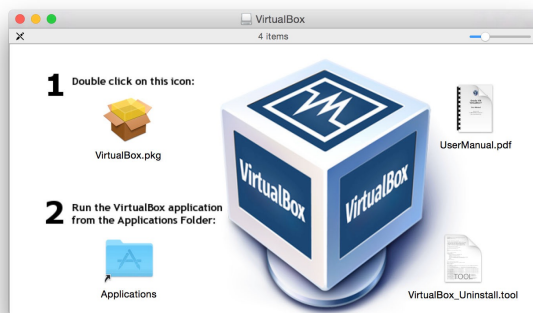 VirtualBox
4 items
1 Double click on this icon:
VirtualBox.pkg
UserManual.pdf
VirtualBox
VirtualBox
2 Run the VirtualBox application
from the Applications Folder:
Applications
TOOL
VirtualBox_Uninstall.tool